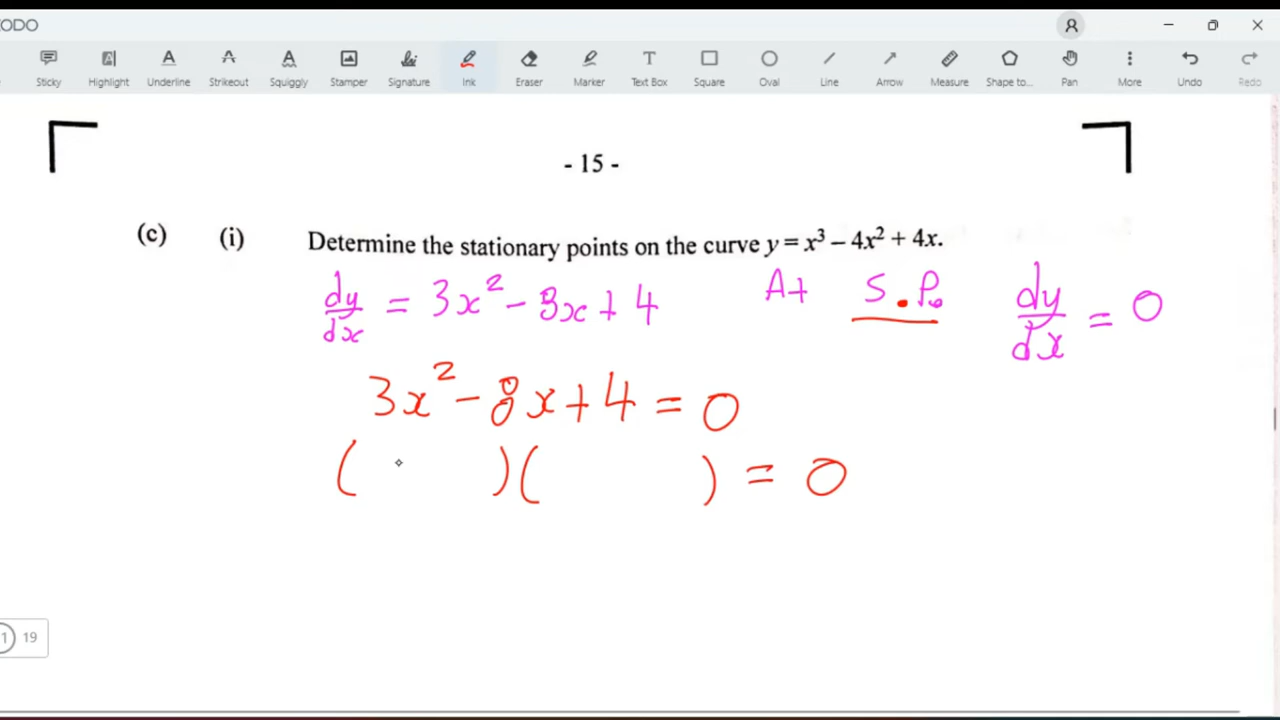 ODO
Sticky Highlight Underline Strikeout Squiggly Stamper Signature Ink Eraser Marker Text Box Square Oval Line Arrow Measure Shape to... Pan More Undo Redo
- 15 -
(c) (i) Determine the stationary points on the curve y = x³ – 4x² + 4x.
dy/dx = 3x² - 8x + 4 At S.P. dy/dx = 0
3x² - 8x + 4 = 0
( )( ) = 0
1 19